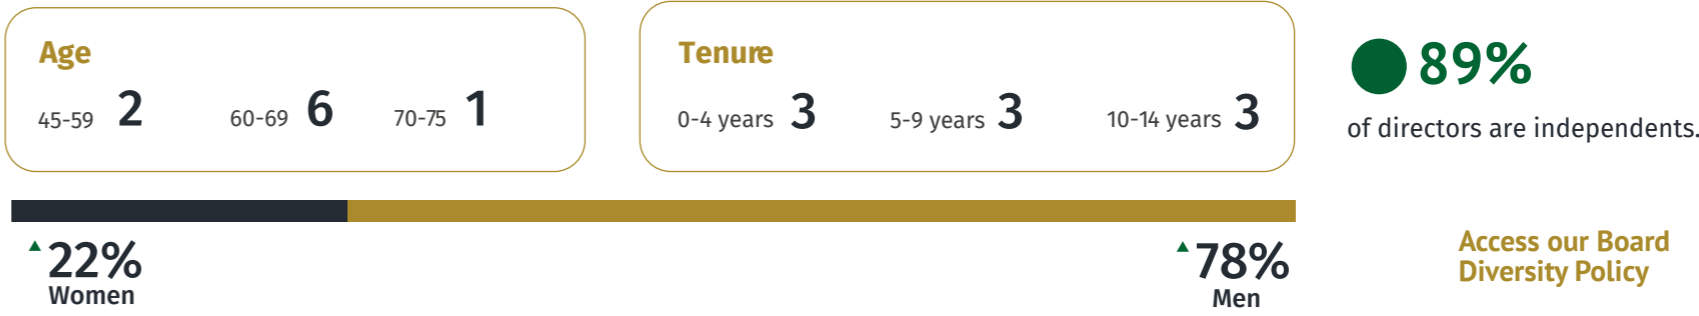 Age
45-59 2 60-69 6 70-75 1
Tenure
0-4 years 3 5-9 years 3 10-14 years 3
89%
of directors are independents.
22%
Women
78%
Men
Access our Board
Diversity Policy